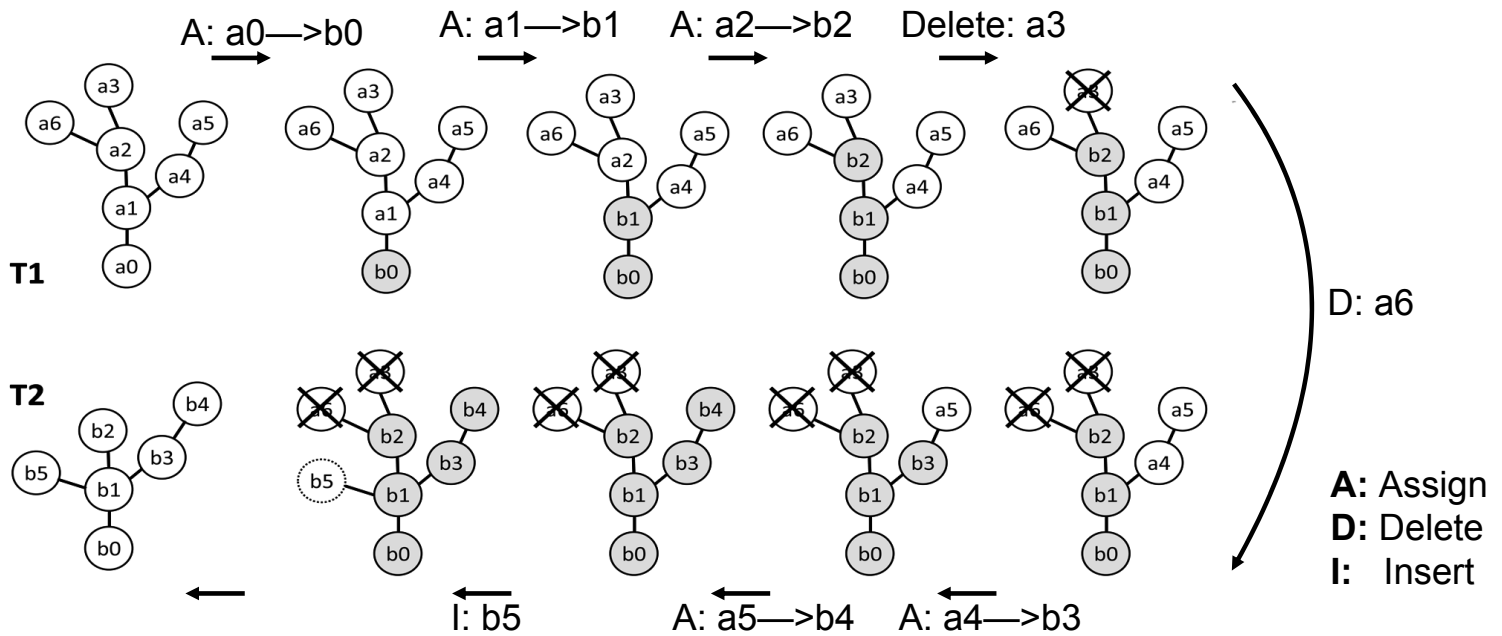 A: a0—>b0
A: a1—>b1
A: a2—>b2
Delete: a3
a3
a6
a5
a2
a4
a1
a0
T1
a3
a6
a5
a2
a4
a1
b0
a3
a6
a5
a2
a4
b1
b0
a3
a6
a5
b2
a4
b1
b0
a3
a6
a5
b2
a4
b1
b0
D: a6
T2
b4
b2
b3
b5
b1
b0
a3
a6
b4
b2
b3
b5
b1
b0
a3
a6
b4
b2
b3
b1
b0
a3
a6
a5
b2
b3
b1
b0
a3
a6
a5
b2
a4
b1
b0
A: Assign
D: Delete
I: Insert
I: b5
A: a5—>b4
A: a4—>b3